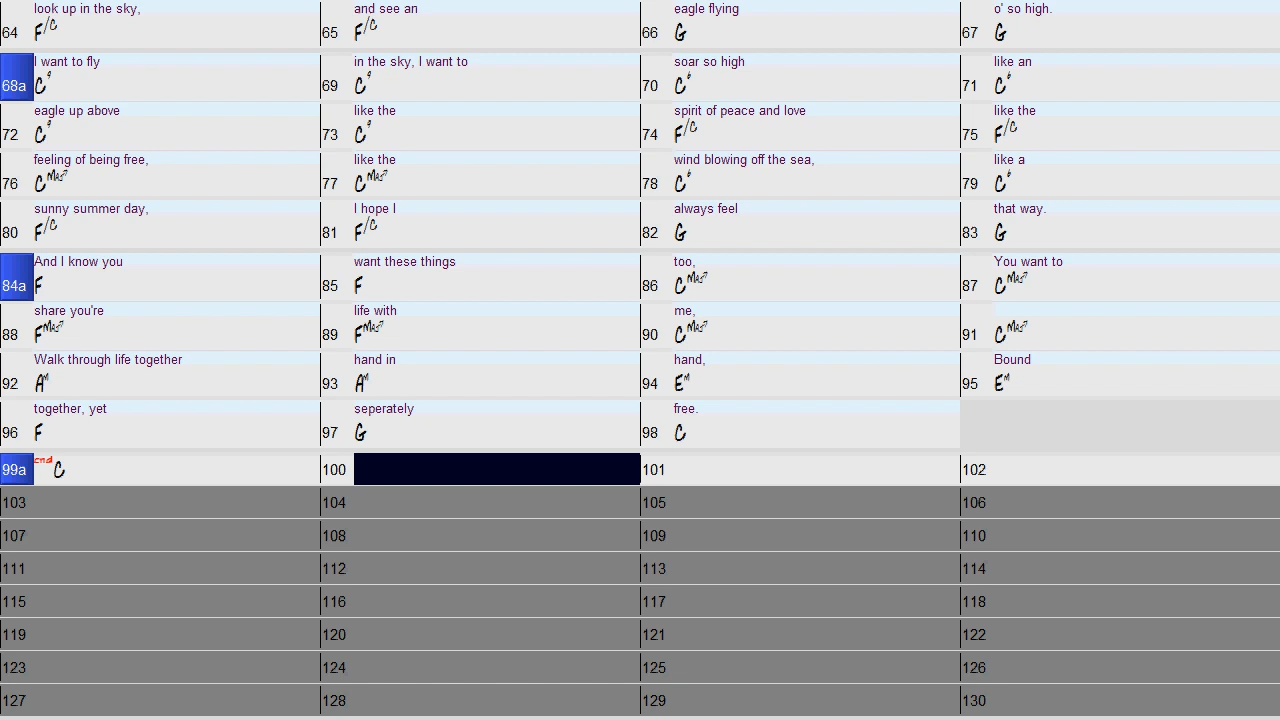 look up in the sky, and see an eagle flying o' so high.
64 F/C 65 F/C 66 G 67 G
I want to fly in the sky, I want to soar so high like an
68a C9 69 C9 70 C6 71 C6
eagle up above like the spirit of peace and love like the
72 C9 73 C9 74 F/C 75 F/C
feeling of being free, like the wind blowing off the sea, like a
76 CMaj7 77 CMaj7 78 C6 79 C6
sunny summer day, I hope I always feel that way.
80 F/C 81 F/C 82 G 83 G
And I know you want these things too, You want to
84a F 85 F 86 CMaj7 87 CMaj7
share you're life with me,
88 FMaj7 89 FMaj7 90 CMaj7 91 CMaj7
Walk through life together hand in hand, Bound
92 Am 93 Am 94 Em 95 Em
together, yet seperately free.
96 F 97 G 98 C
99a end C 100 101 102
103 104 105 106
107 108 109 110
111 112 113 114
115 116 117 118
119 120 121 122
123 124 125 126
127 128 129 130